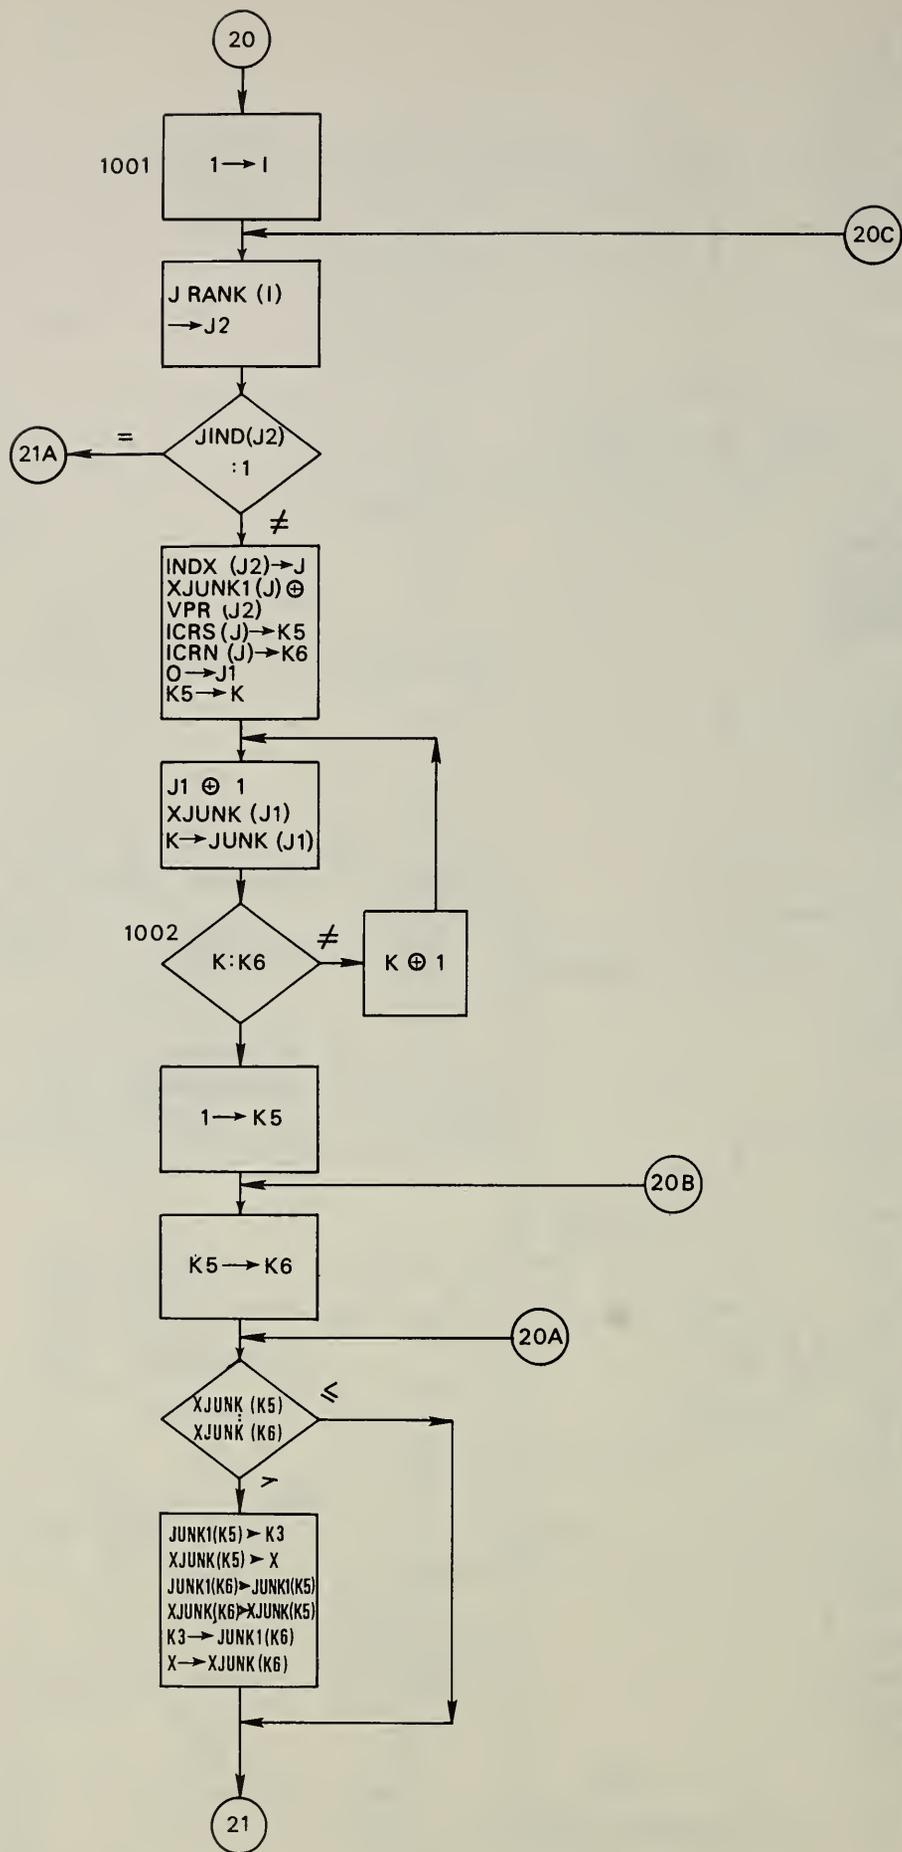 20
1001
1→I
20C
J RANK (I)
→J2
JIND(J2)
:1
=
21A
≠
INDX (J2)→J
XJUNK1(J)⊕
VPR (J2)
ICRS (J)→K5
ICRN (J)→K6
O→J1
K5→K
J1 ⊕ 1
XJUNK (J1)
K→JUNK (J1)
1002
K:K6
≠
K ⊕ 1
1→K5
20B
K5→K6
20A
XJUNK (K5)
:
XJUNK (K6)
≤
>
JUNK1(K5)➤K3
XJUNK(K5)➤X
JUNK1(K6)➤JUNK1(K5)
XJUNK(K6)➤XJUNK(K5)
K3→JUNK1(K6)
X→XJUNK(K6)
21